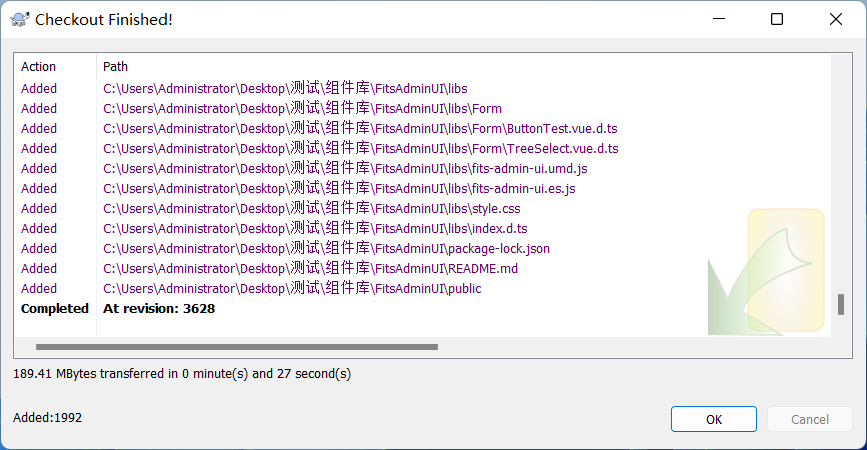 Checkout Finished!
Action Path
Added C:\Users\Administrator\Desktop\测试\组件库\FitsAdminUI\libs
Added C:\Users\Administrator\Desktop\测试\组件库\FitsAdminUI\libs\Form
Added C:\Users\Administrator\Desktop\测试\组件库\FitsAdminUI\libs\Form\ButtonTest.vue.d.ts
Added C:\Users\Administrator\Desktop\测试\组件库\FitsAdminUI\libs\Form\TreeSelect.vue.d.ts
Added C:\Users\Administrator\Desktop\测试\组件库\FitsAdminUI\libs\fits-admin-ui.umd.js
Added C:\Users\Administrator\Desktop\测试\组件库\FitsAdminUI\libs\fits-admin-ui.es.js
Added C:\Users\Administrator\Desktop\测试\组件库\FitsAdminUI\libs\style.css
Added C:\Users\Administrator\Desktop\测试\组件库\FitsAdminUI\libs\index.d.ts
Added C:\Users\Administrator\Desktop\测试\组件库\FitsAdminUI\package-lock.json
Added C:\Users\Administrator\Desktop\测试\组件库\FitsAdminUI\README.md
Added C:\Users\Administrator\Desktop\测试\组件库\FitsAdminUI\public
Completed At revision: 3628
189.41 MBytes transferred in 0 minute(s) and 27 second(s)
Added:1992
OK Cancel